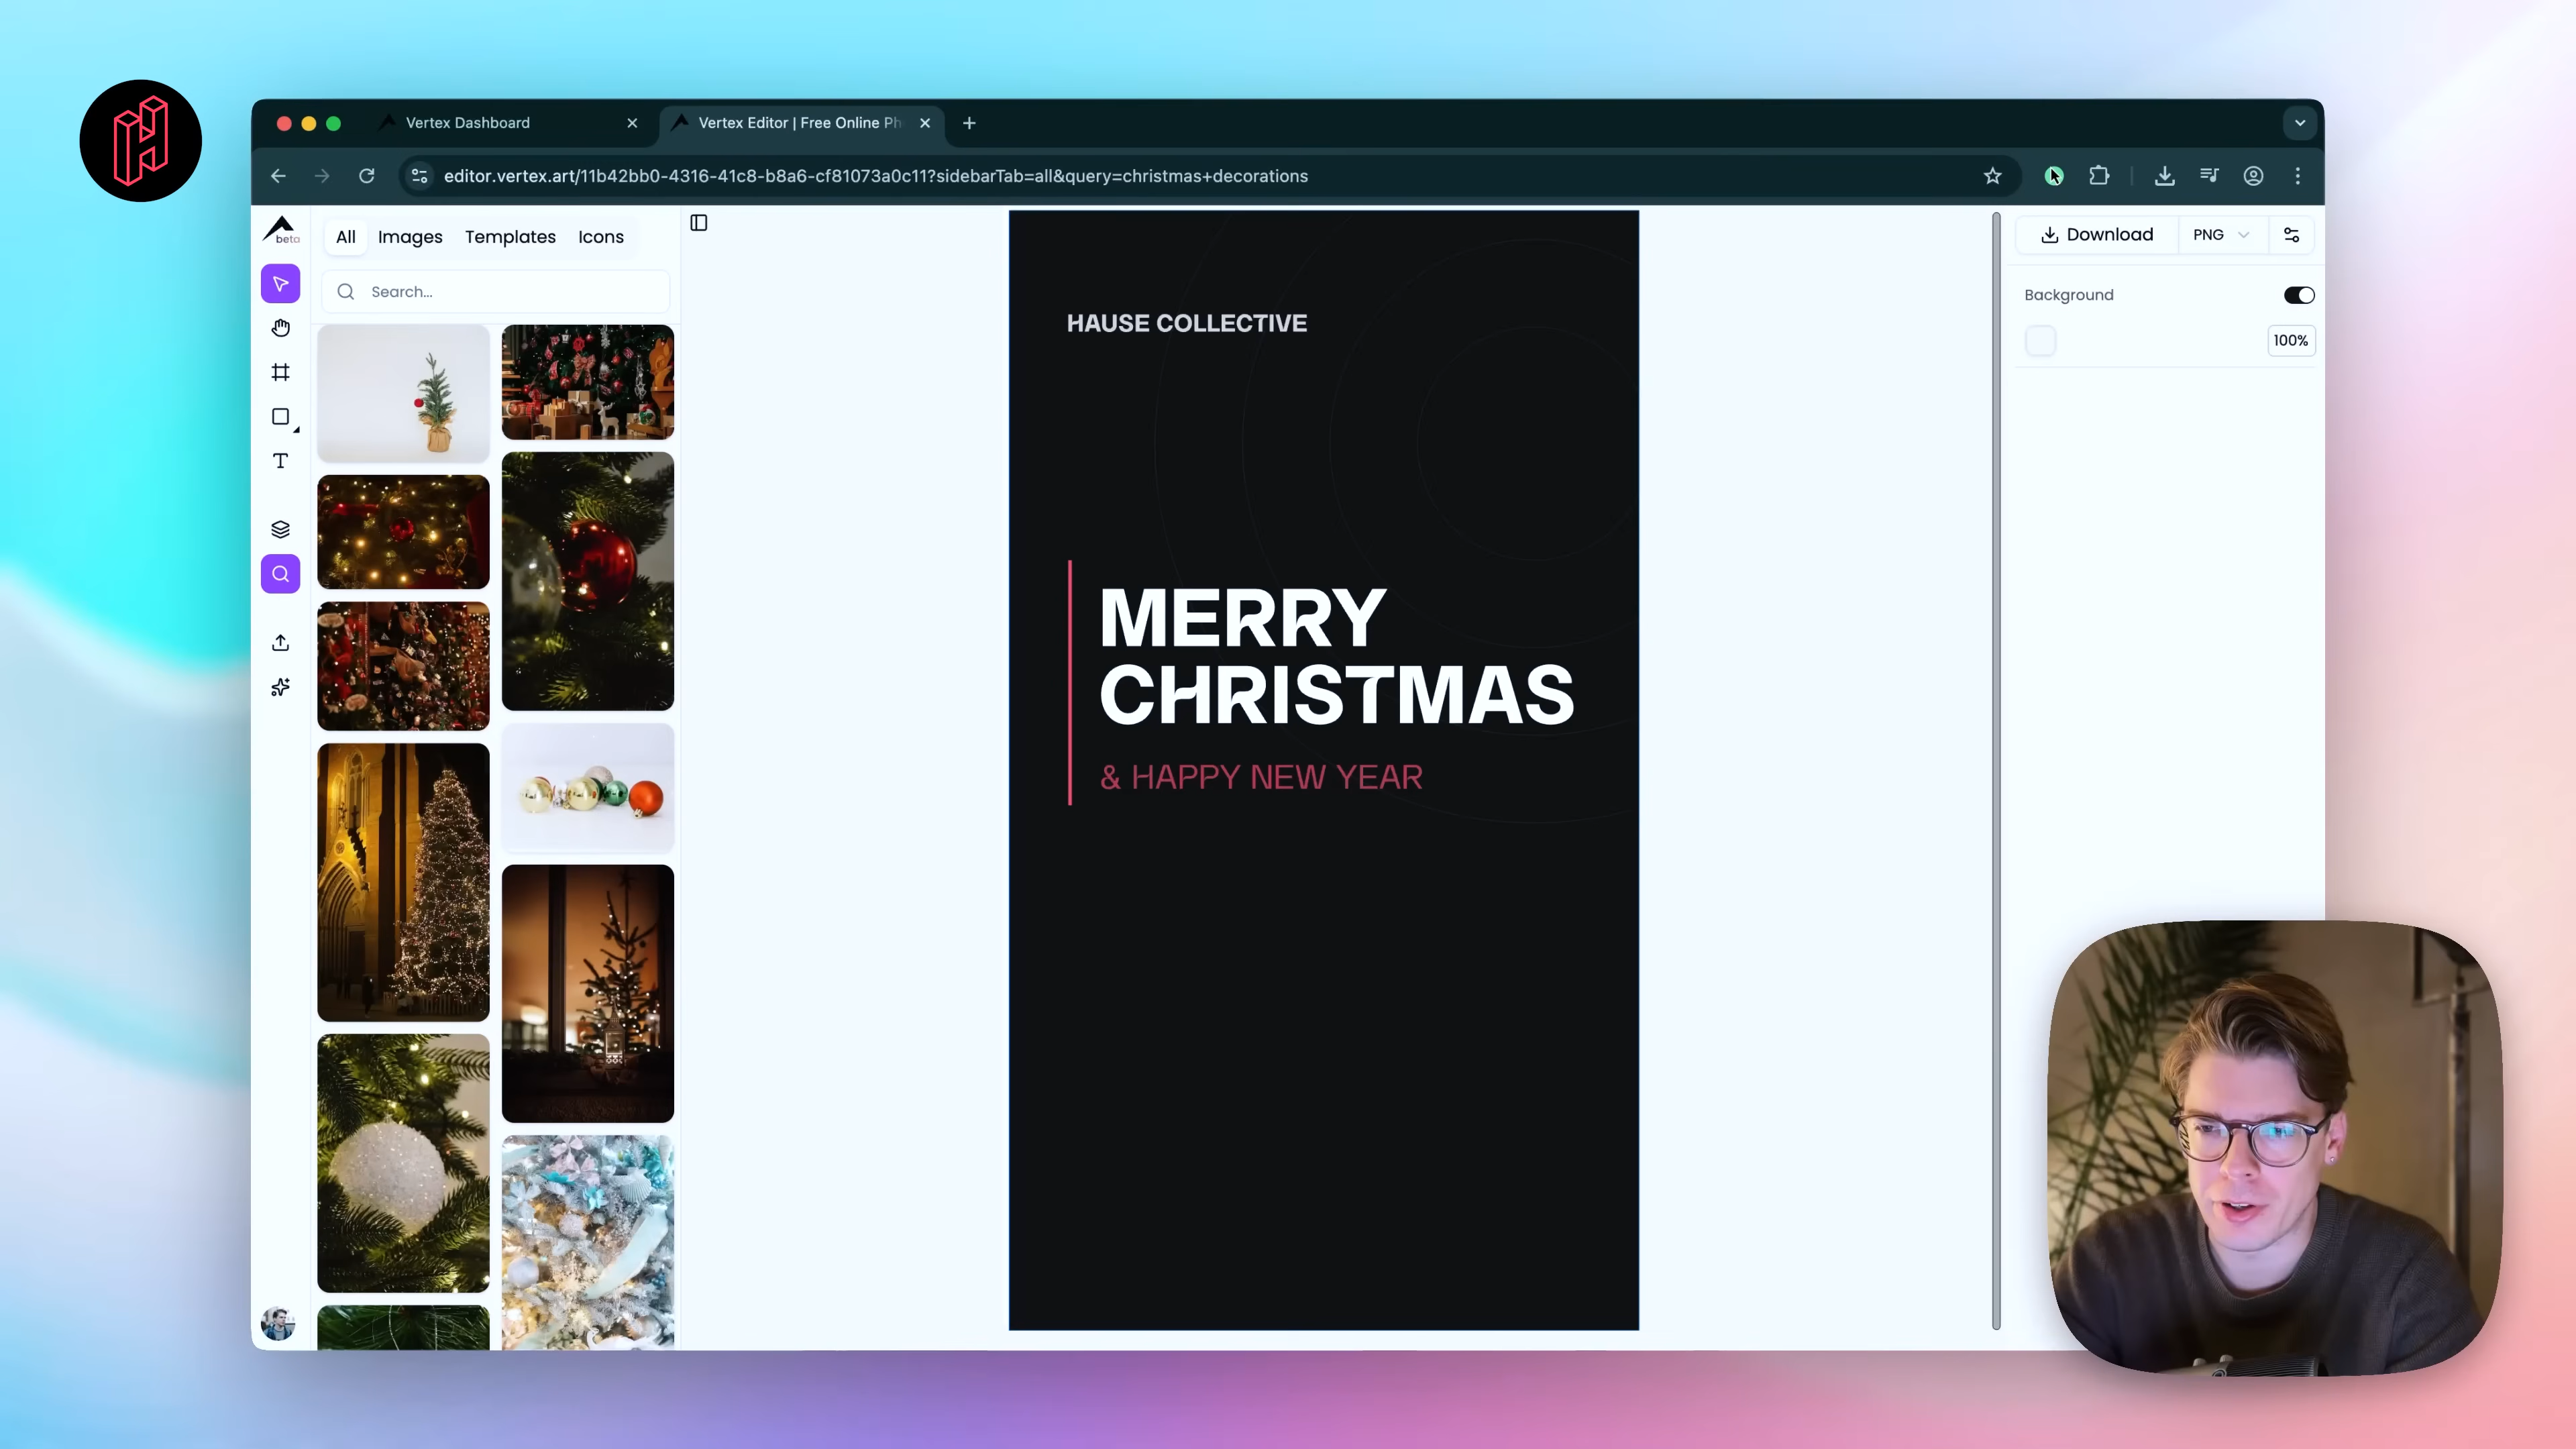 Vertex Dashboard
Vertex Editor | Free Online Ph
editor.vertex.art/11b42bb0-4316-41c8-b8a6-cf81073a0c11?sidebarTab=all&query=christmas+decorations
beta
All Images Templates Icons
Search...
Download PNG
Background
100%
HAUSE COLLECTIVE
MERRY
CHRISTMAS
& HAPPY NEW YEAR